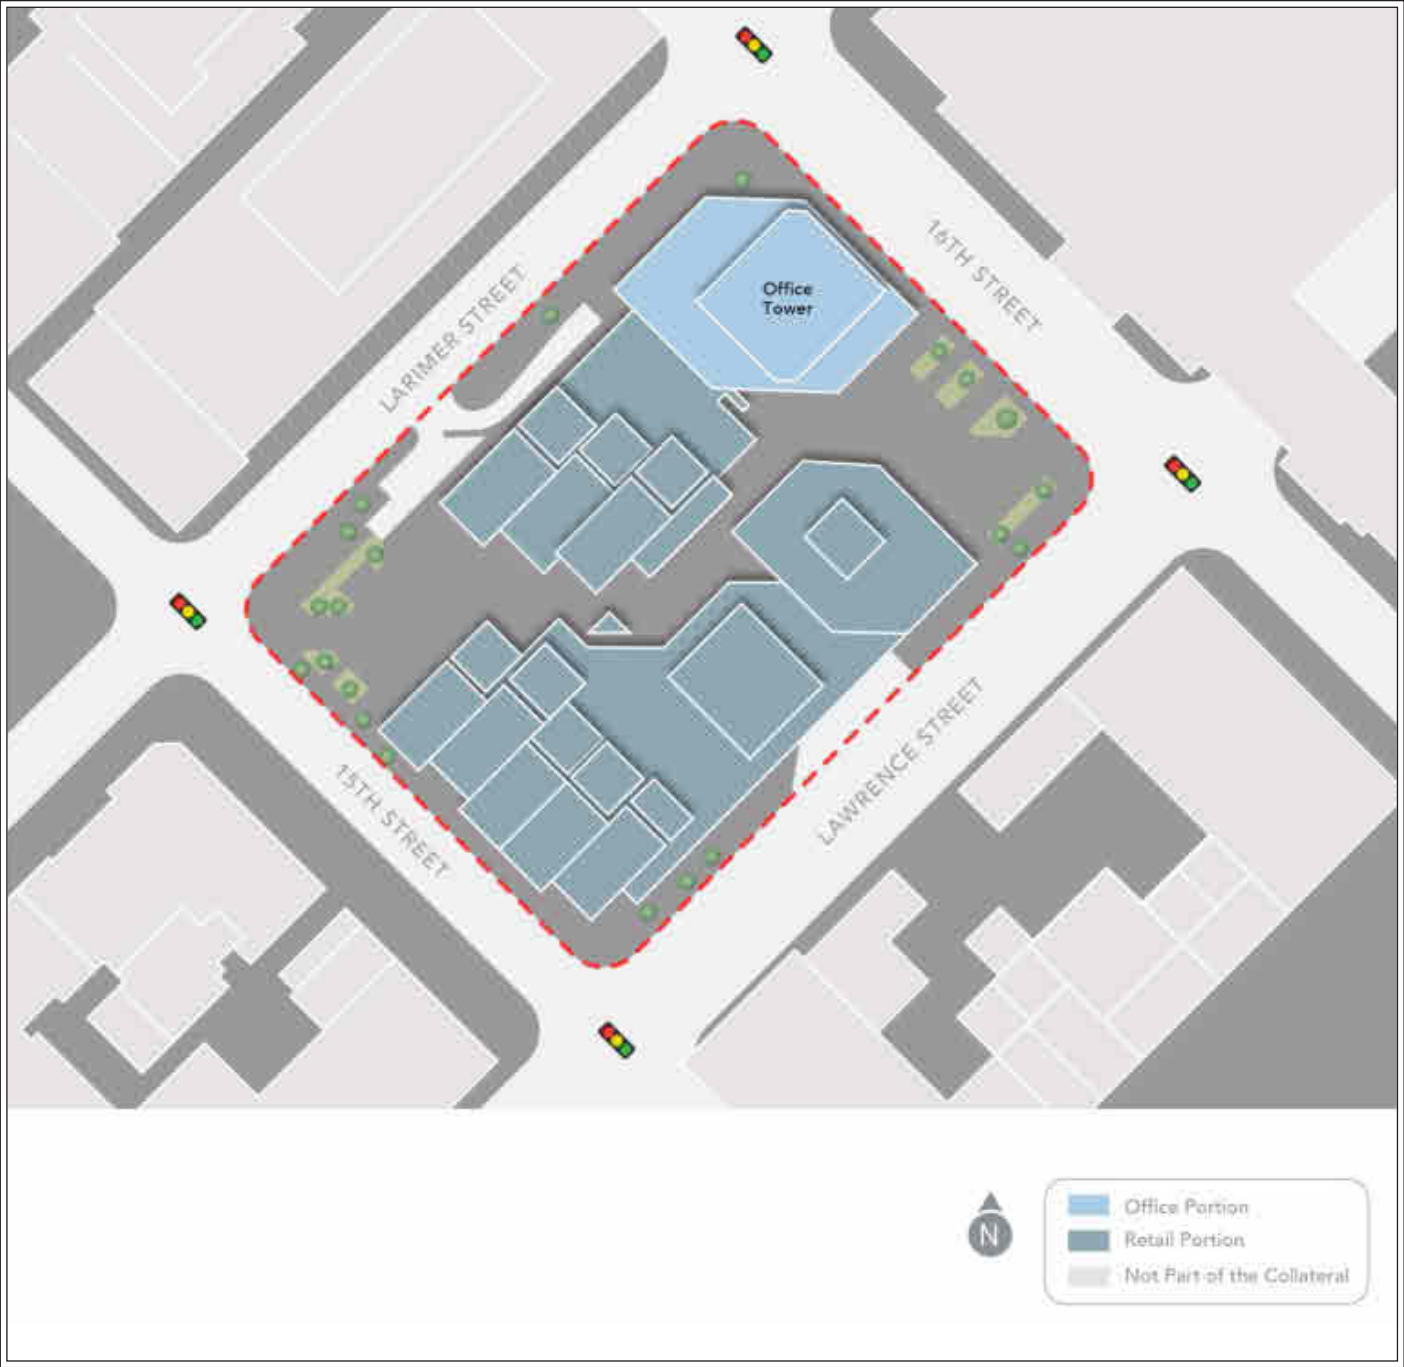 16TH STREET
LARIMER STREET
Office
Tower
15TH STREET
LAWRENCE STREET
N
Office Portion
Retail Portion
Not Part of the Collateral